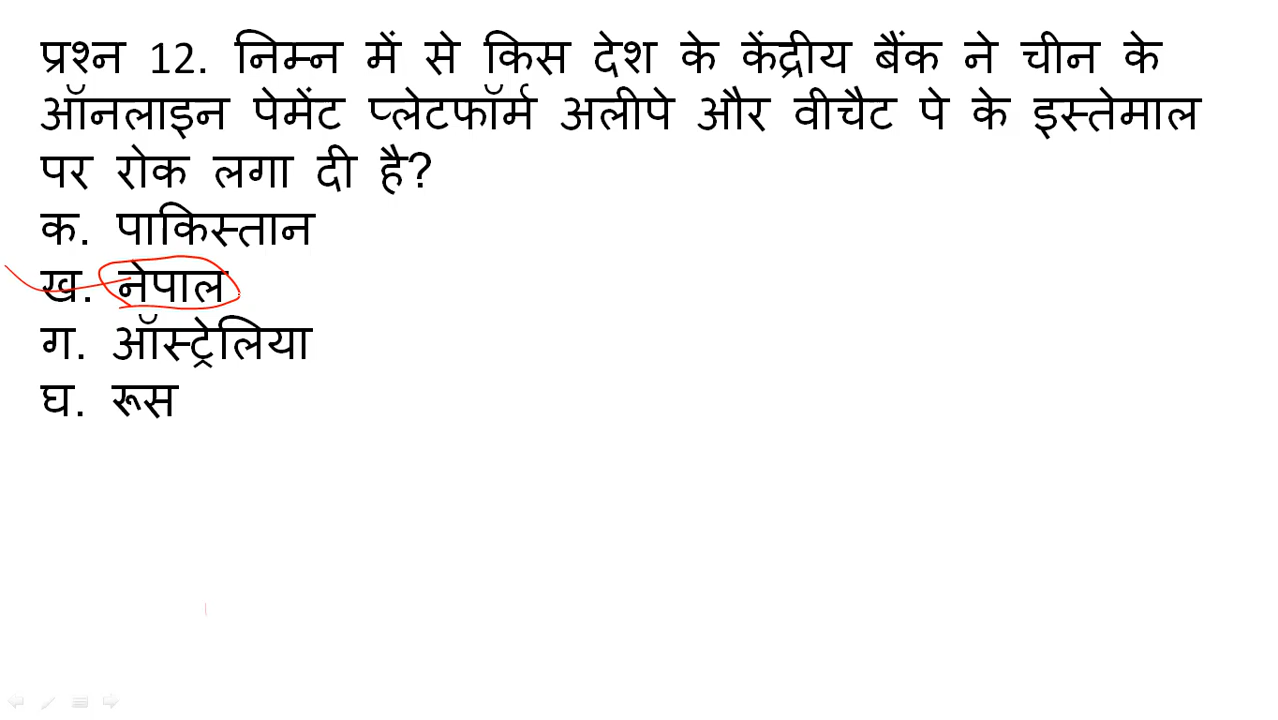 प्रश्न 12. निम्न में से किस देश के केंद्रीय बैंक ने चीन के
ऑनलाइन पेमेंट प्लेटफॉर्म अलीपे और वीचैट पे के इस्तेमाल
पर रोक लगा दी है?
क. पाकिस्तान
ख. नेपाल
ग. ऑस्ट्रेलिया
घ. रूस